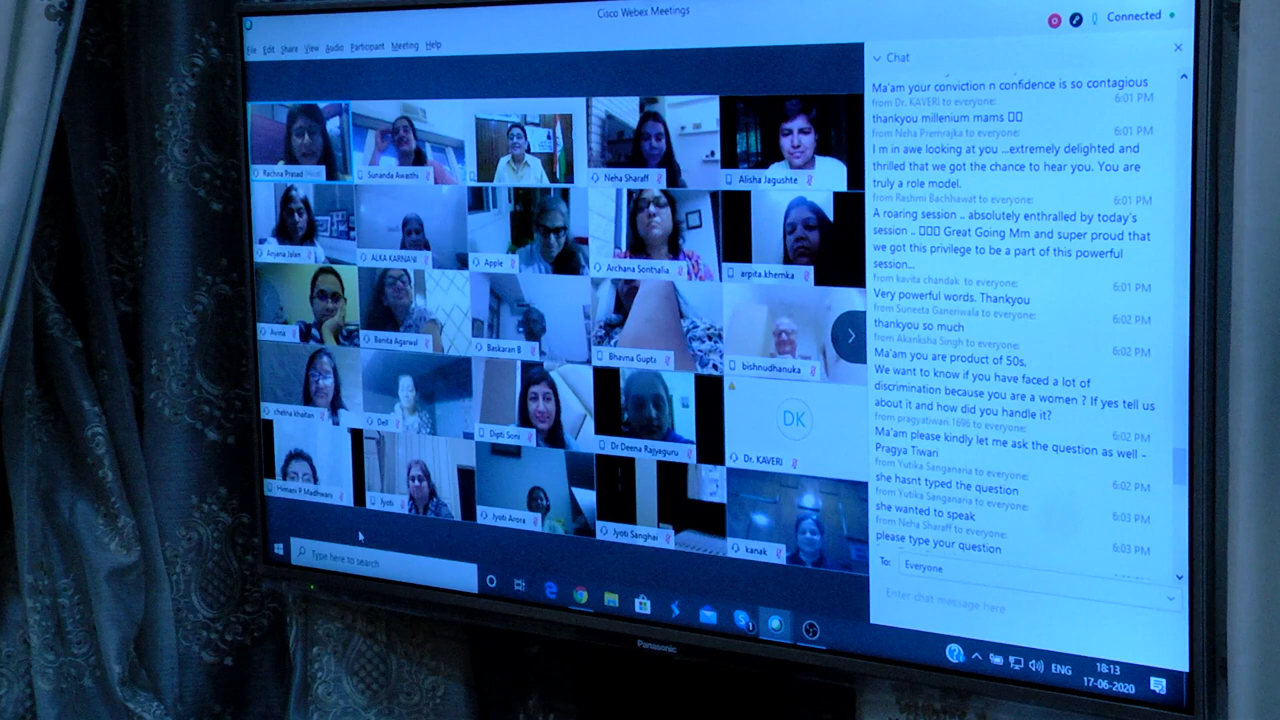 Cisco Webex Meetings
Connected
File Edit Share View Audio Participant Meeting Help
Chat
Ma'am your conviction n confidence is so contagious
from Dr. KAVERI to everyone: 6:01 PM
thankyou millenium mams
from Neha Premrajka to everyone: 6:01 PM
I m in awe looking at you ...extremely delighted and
thrilled that we got the chance to hear you. You are
truly a role model.
from Rashmi Bachhawat to everyone: 6:01 PM
A roaring session .. absolutely enthralled by today's
session .. Great Going Mm and super proud that
we got this privilege to be a part of this powerful
session...
from kavita chandak to everyone: 6:01 PM
Very powerful words. Thankyou
from Suneeta Ganeriwala to everyone: 6:02 PM
thankyou so much
from Akanksha Singh to everyone: 6:02 PM
Ma'am you are product of 50s,
We want to know if you have faced a lot of
discrimination because you are a women ? If yes tell us
about it and how did you handle it?
from pragyatiwari.1696 to everyone: 6:02 PM
Ma'am please kindly let me ask the question as well -
Pragya Tiwari
from Yutika Sanganaria to everyone: 6:02 PM
she hasnt typed the question
from Yutika Sanganaria to everyone: 6:03 PM
she wanted to speak
from Neha Sharaff to everyone: 6:03 PM
please type your question
To: Everyone
Enter chat message here
Rachna Prasad (Host)
Sunanda Awasthi
Neha Sharaff
Alisha Jagushte
Anjana Jalan
ALKA KARNANI
Apple
Archana Sonthalia
arpita.khemka
Avina
Banita Agarwal
Baskaran B
Bhavna Gupta
bishnudhanuka
chetna khaitan
Dell
Dipti Soni
Dr Deena Rajyaguru
DK
Dr. KAVERI
Himani P Madhwani
Jyoti
Jyoti Arora
Jyoti Sanghai
kanak
Type here to search
ENG
18:13
17-06-2020
Panasonic